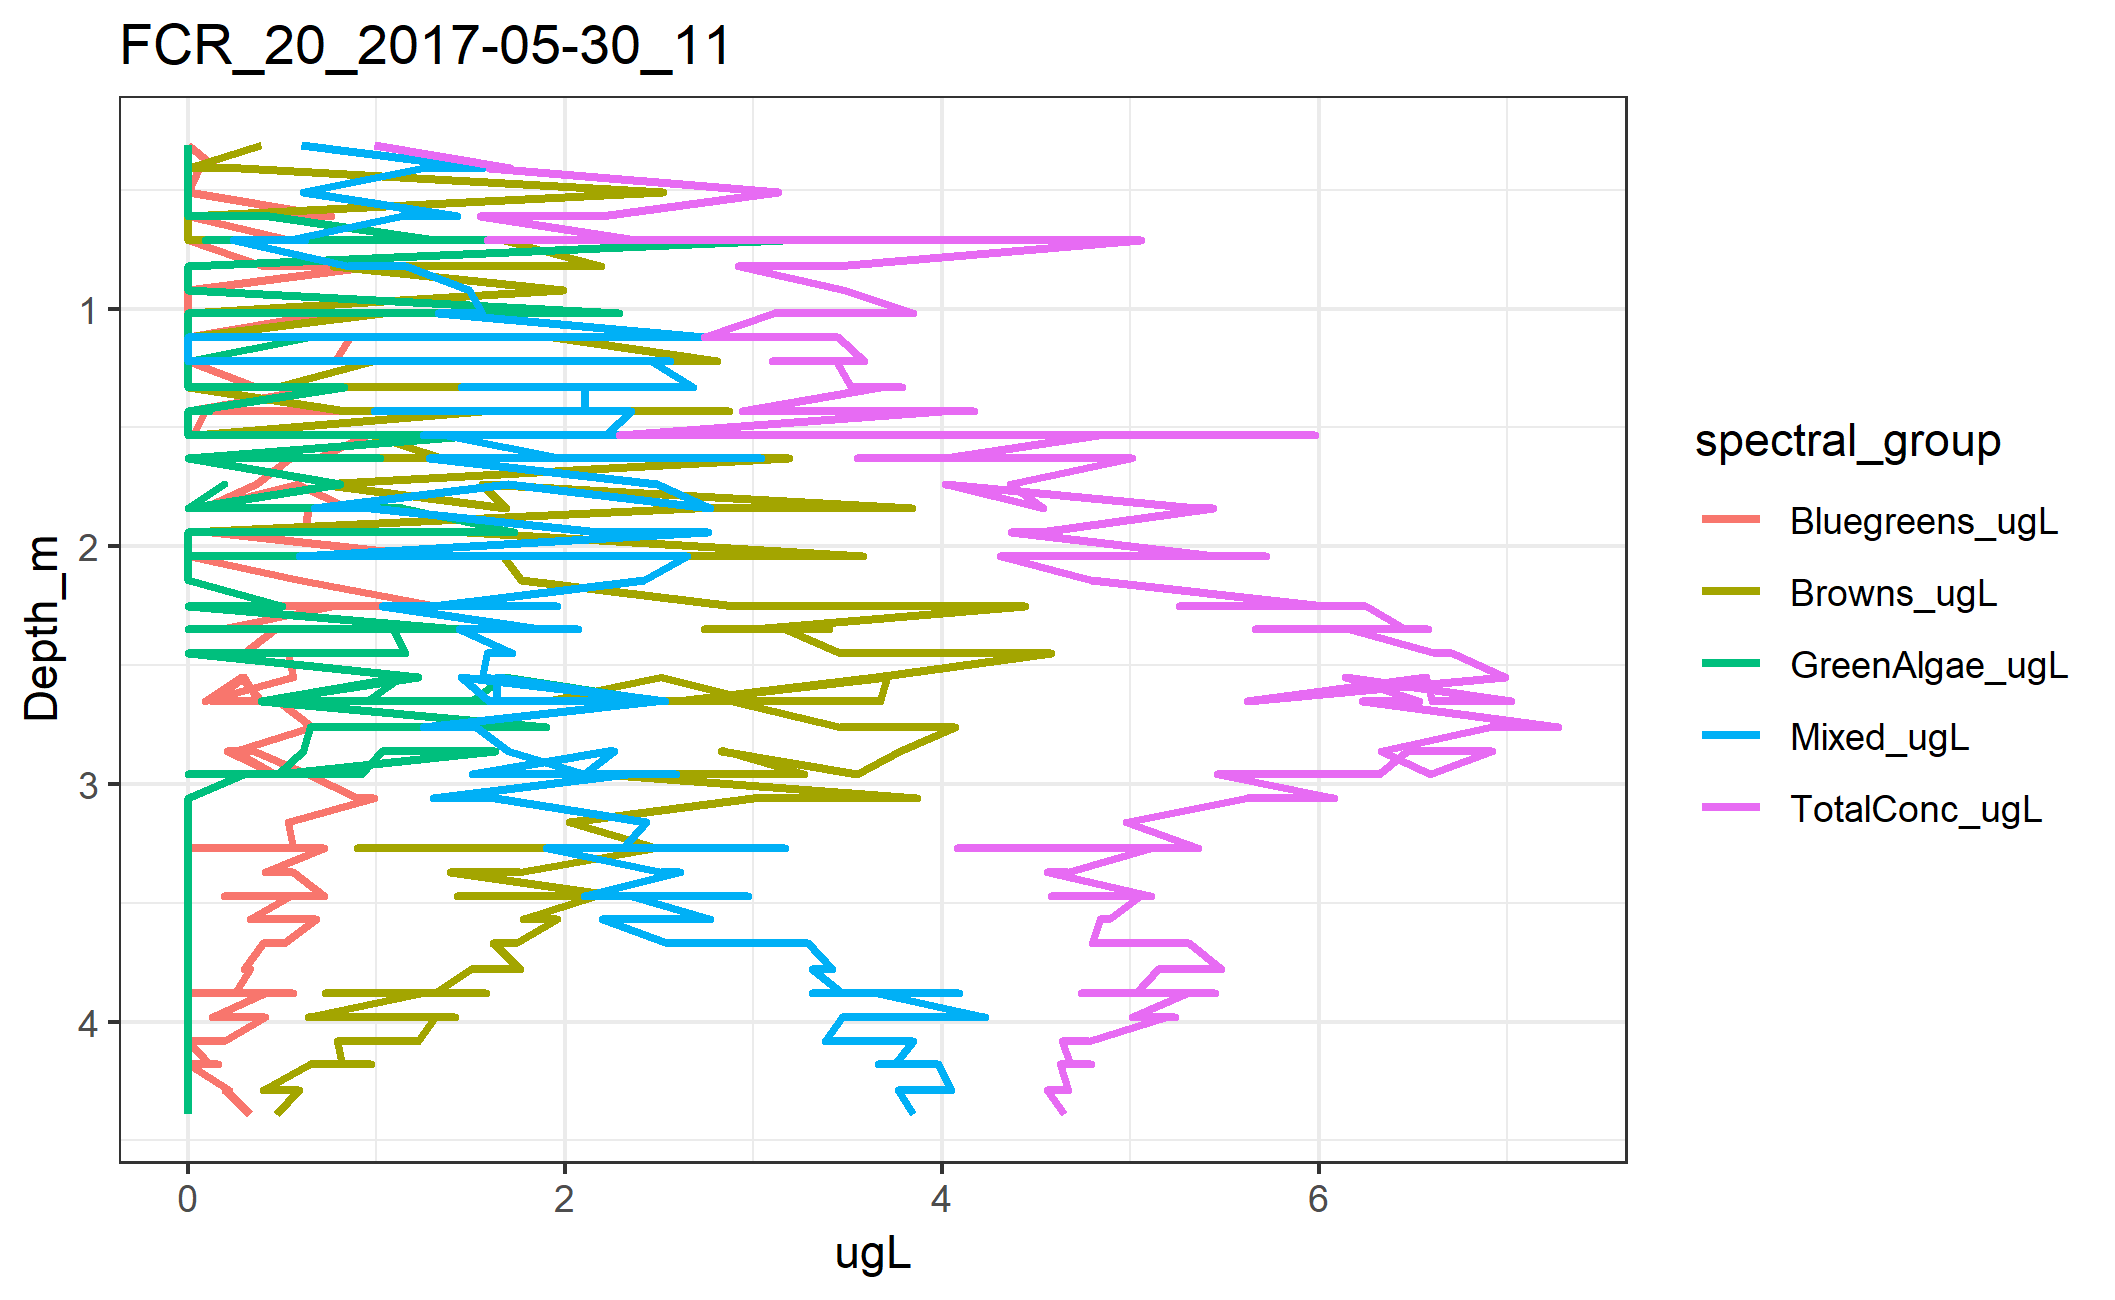 FCR_20_2017-05-30_11
Depth_m
1
2
3
4
0 2 4 6
ugL
spectral_group
Bluegreens_ugL
Browns_ugL
GreenAlgae_ugL
Mixed_ugL
TotalConc_ugL